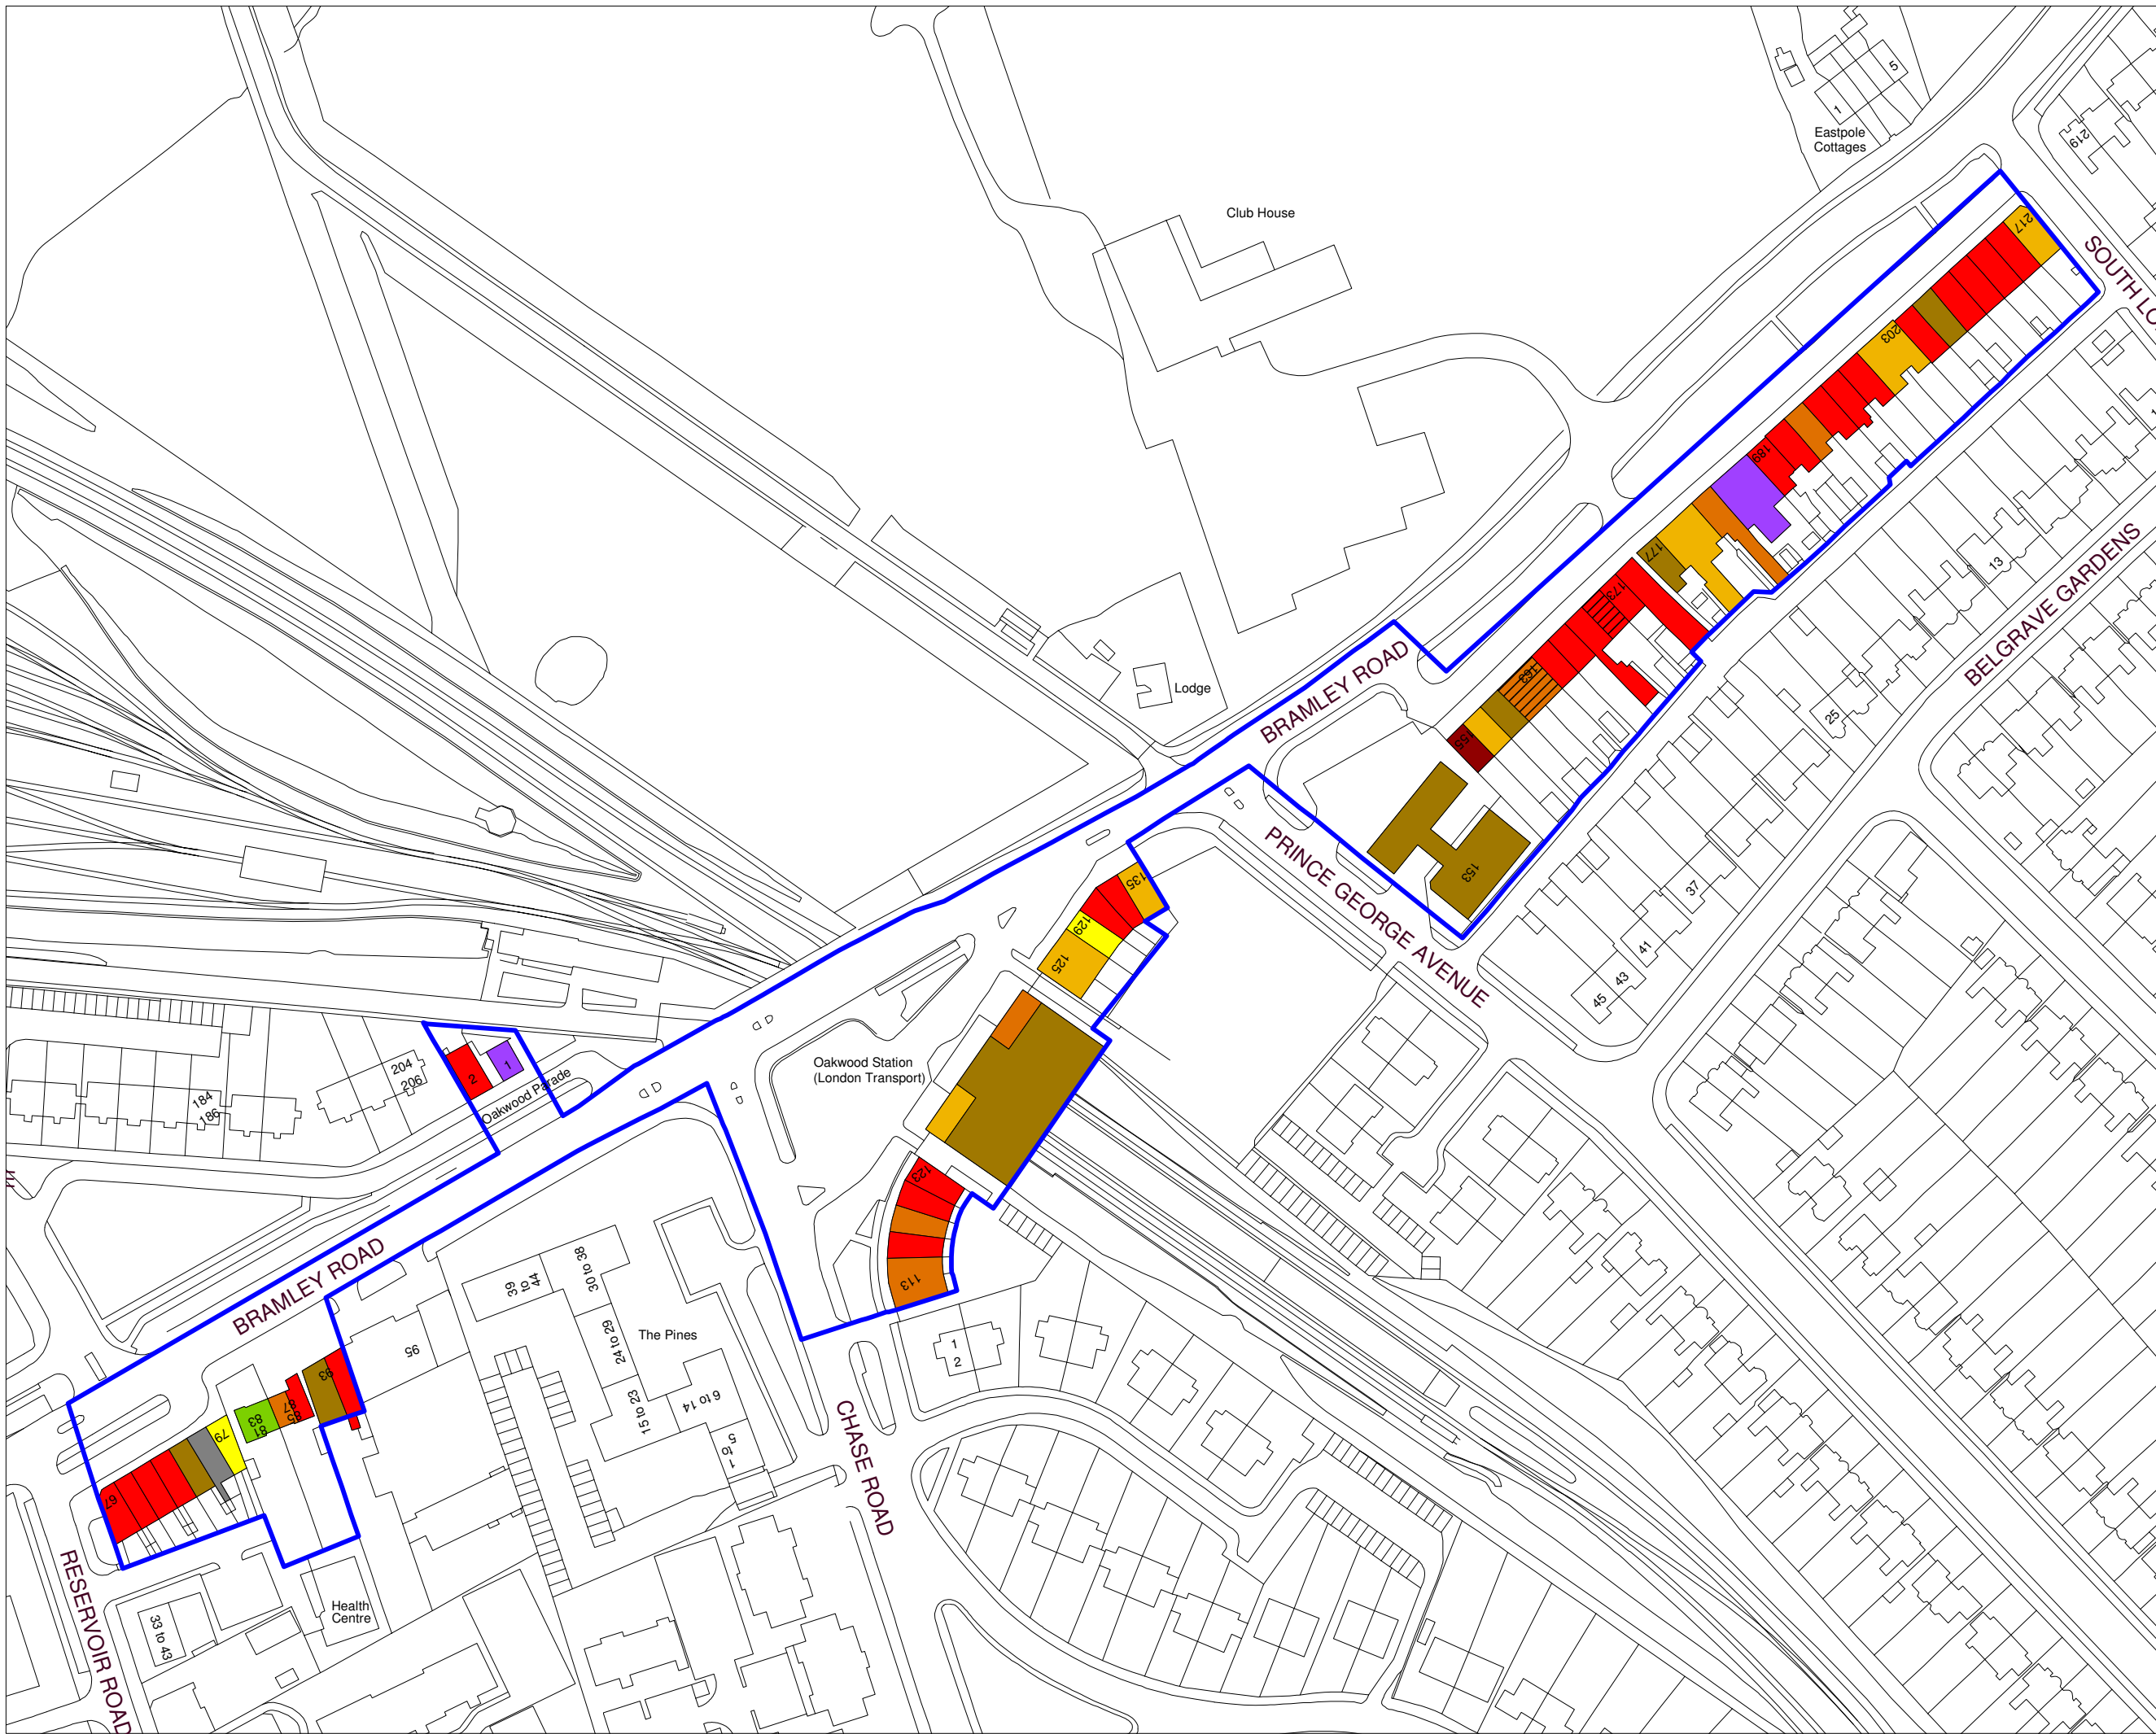 5
1
Eastpole
Cottages
219
Club House
217
SOUTH LO
203
189
177
13
BELGRAVE GARDENS
173
BRAMLEY ROAD
163
Lodge
25
155
153
PRINCE GEORGE AVENUE
37
41
43
45
135
129
125
Oakwood Station
(London Transport)
204
206
2
1
Oakwood Parade
184
186
123
113
BRAMLEY ROAD
39
to
44
30 to 38
24 to 29
The Pines
15 to 23
6 to 14
1 to 5
1
2
95
93
83
81
87
79
67
CHASE ROAD
RESERVOIR ROAD
Health
Centre
33 to 43